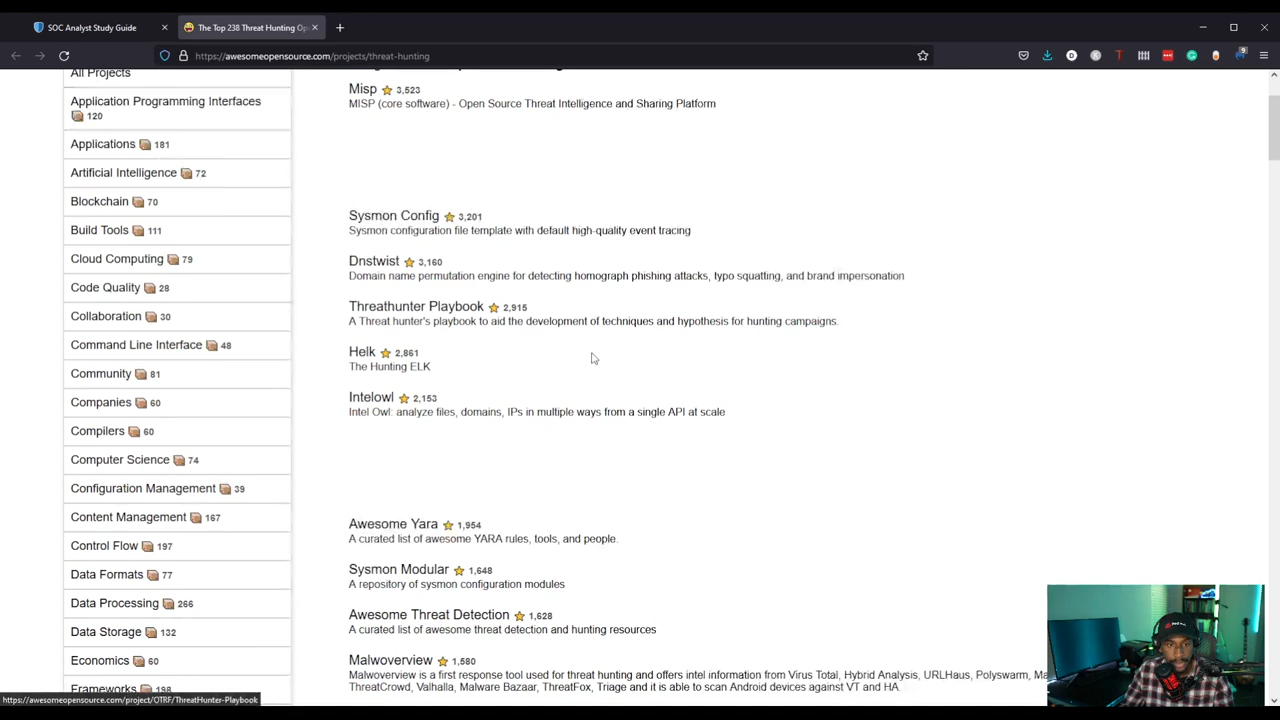 SOC Analyst Study Guide
The Top 238 Threat Hunting Op
https://awesomeopensource.com/projects/threat-hunting
All Projects
Application Programming Interfaces
120
Applications 181
Artificial Intelligence 72
Blockchain 70
Build Tools 111
Cloud Computing 79
Code Quality 28
Collaboration 30
Command Line Interface 48
Community 81
Companies 60
Compilers 60
Computer Science 74
Configuration Management 39
Content Management 167
Control Flow 197
Data Formats 77
Data Processing 266
Data Storage 132
Economics 60
Frameworks 198
Misp 3,523
MISP (core software) - Open Source Threat Intelligence and Sharing Platform
Sysmon Config 3,201
Sysmon configuration file template with default high-quality event tracing
Dnstwist 3,160
Domain name permutation engine for detecting homograph phishing attacks, typo squatting, and brand impersonation
Threathunter Playbook 2,915
A Threat hunter's playbook to aid the development of techniques and hypothesis for hunting campaigns.
Helk 2,861
The Hunting ELK
Intelowl 2,153
Intel Owl: analyze files, domains, IPs in multiple ways from a single API at scale
Awesome Yara 1,954
A curated list of awesome YARA rules, tools, and people.
Sysmon Modular 1,648
A repository of sysmon configuration modules
Awesome Threat Detection 1,628
A curated list of awesome threat detection and hunting resources
Malwoverview 1,580
Malwoverview is a first response tool used for threat hunting and offers intel information from Virus Total, Hybrid Analysis, URLHaus, Polyswarm, Ma
ThreatCrowd, Valhalla, Malware Bazaar, ThreatFox, Triage and it is able to scan Android devices against VT and HA.
https://awesomeopensource.com/project/OTRF/ThreatHunter-Playbook